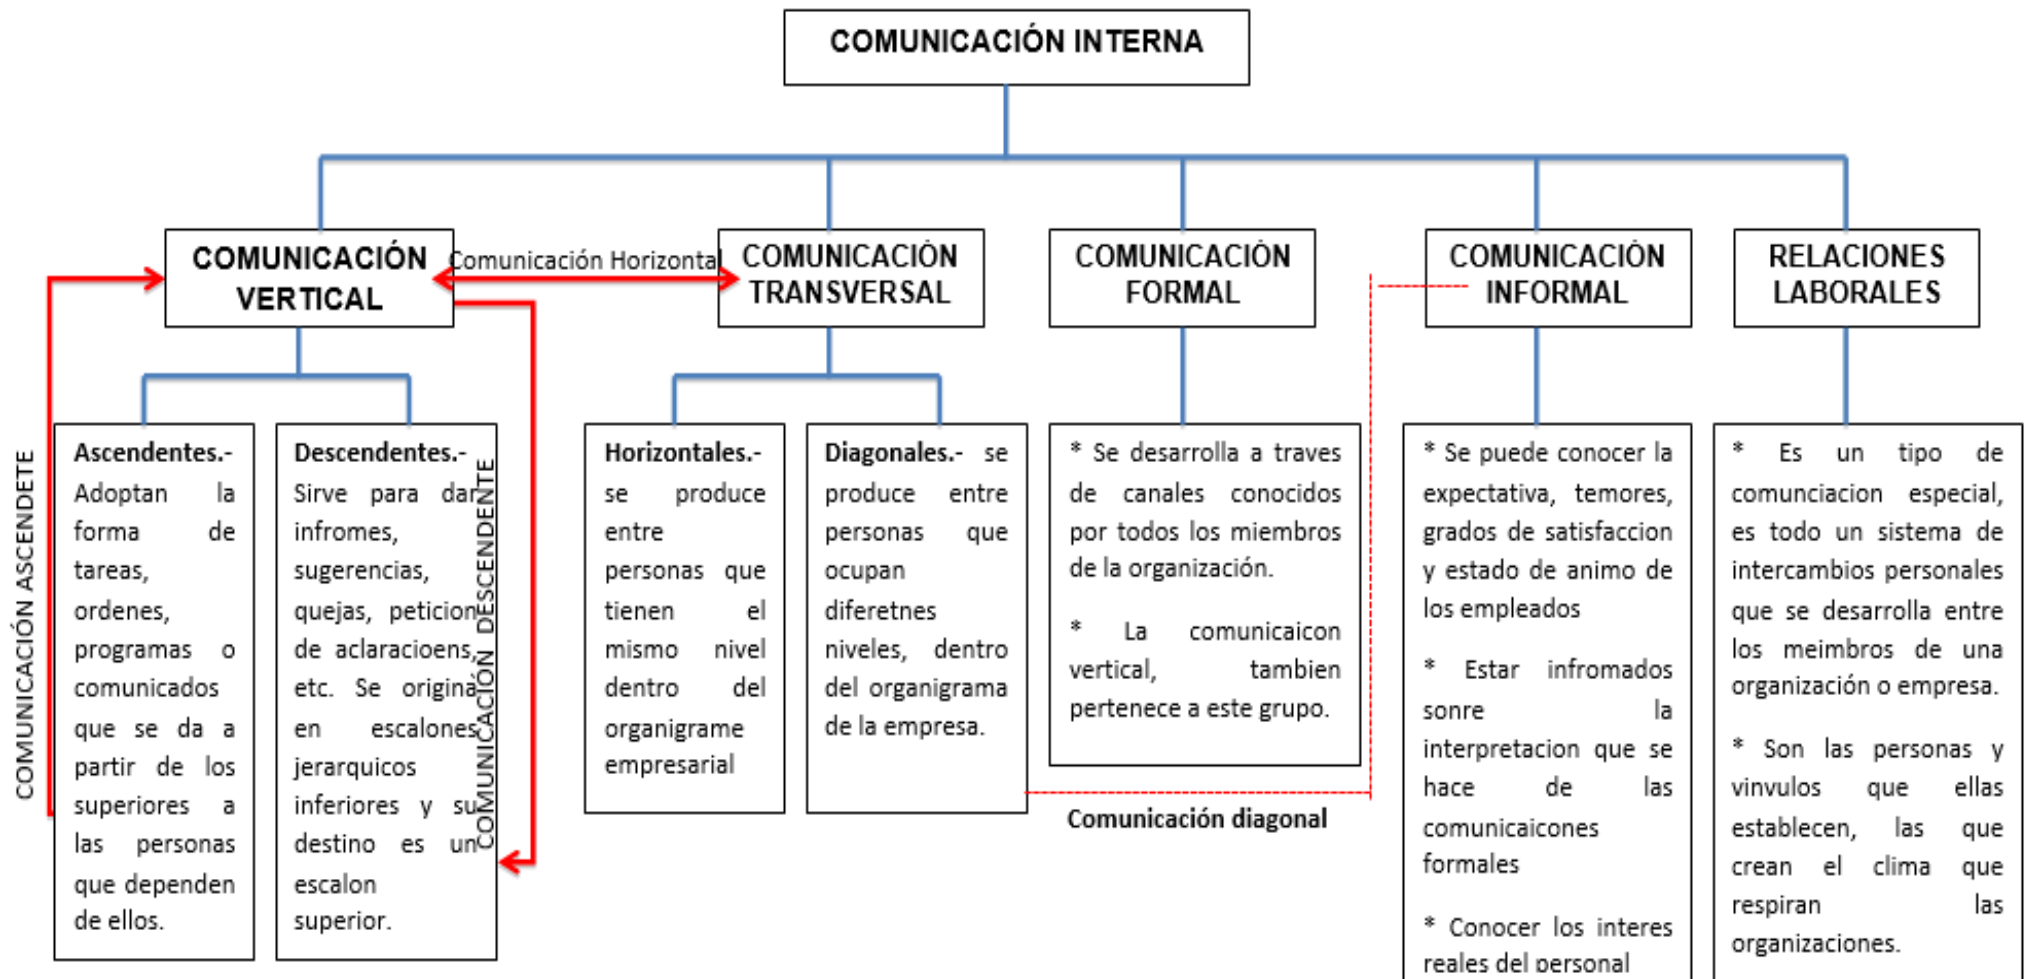 COMUNICACIÓN INTERNA
COMUNICACIÓN
VERTICAL
Comunicación Horizontal
COMUNICACIÓN
TRANSVERSAL
COMUNICACIÓN
FORMAL
COMUNICACIÓN
INFORMAL
RELACIONES
LABORALES
COMUNICACIÓN ASCENDETE
Ascendentes.-
Adoptan la
forma de
tareas,
ordenes,
programas o
comunicados
que se da a
partir de los
superiores a
las personas
que dependen
de ellos.
Descendentes.-
Sirve para dar
infromes,
sugerencias,
quejas, peticion
de aclaracioens,
etc. Se origina
en escalones
jerarquicos
inferiores y su
destino es un
escalon
superior.
COMUNICACIÓN DESCENDENTE
Horizontales.-
se produce
entre
personas que
tienen el
mismo nivel
dentro del
organigrame
empresarial
Diagonales.- se
produce entre
personas que
ocupan
diferetnes
niveles, dentro
del organigrama
de la empresa.
* Se desarrolla a traves
de canales conocidos
por todos los miembros
de la organización.
* La comunicaicon
vertical, tambien
pertenece a este grupo.
Comunicación diagonal
* Se puede conocer la
expectativa, temores,
grados de satisfaccion
y estado de animo de
los empleados
* Estar infromados
sonre la
interpretacion que se
hace de las
comunicaicones
formales
* Conocer los interes
reales del personal
* Es un tipo de
comunciacion especial,
es todo un sistema de
intercambios personales
que se desarrolla entre
los meimbros de una
organización o empresa.
* Son las personas y
vinvulos que ellas
establecen, las que
crean el clima que
respiran las
organizaciones.